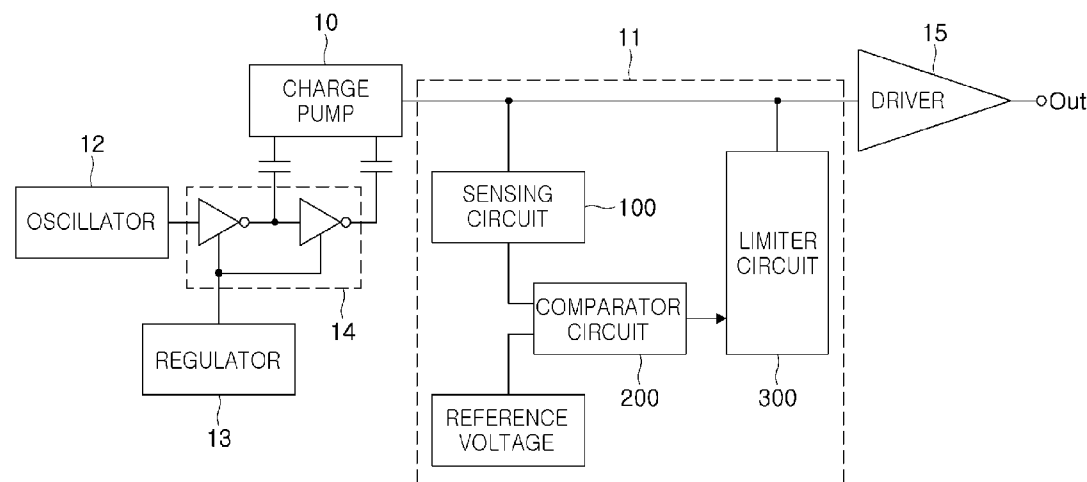 10
11
15
CHARGE
PUMP
DRIVER
Out
12
OSCILLATOR
SENSING
CIRCUIT
100
LIMITER
CIRCUIT
COMPARATOR
CIRCUIT
14
REGULATOR
200
300
13
REFERENCE
VOLTAGE